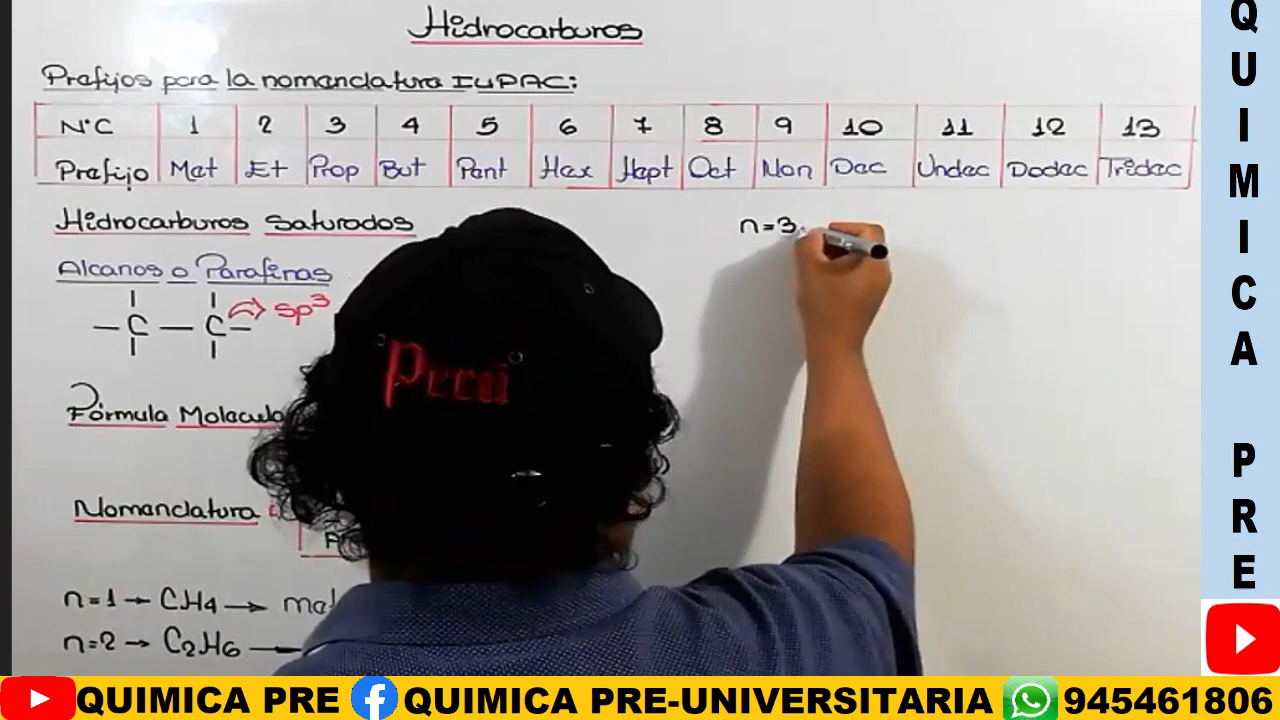 Hidrocarburos
Prefijos para la nomenclatura IUPAC:
N°C 1 2 3 4 5 6 7 8 9 10 11 12 13
Prefijo Met Et Prop But Pent Hex Hept Oct Non Dec Undec Dodec Tridec
Hidrocarburos Saturados
n=3
Alcanos o Parafinas
sp³
— C — C —
Fórmula
Nomenclatura
n=1 → CH4 →
n=2 → C2H6 →
Perú
QUIMICA PRE
QUIMICA PRE QUIMICA PRE-UNIVERSITARIA 945461806